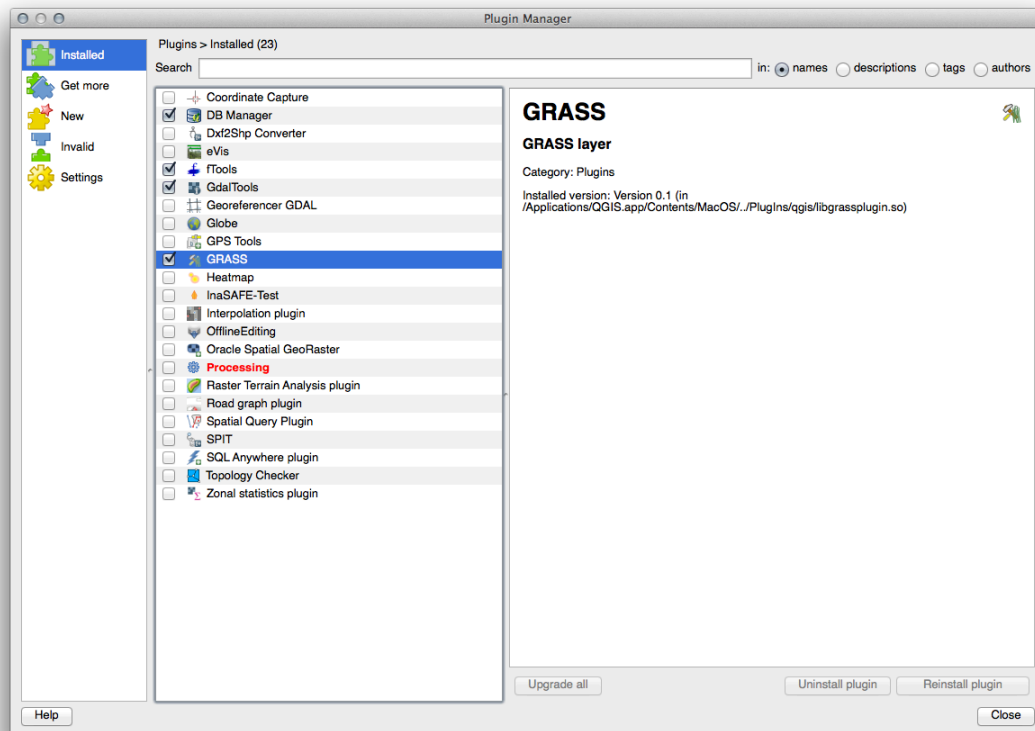 Plugin Manager
Installed
Get more
New
Invalid
Settings
Plugins > Installed (23)
Search
in: names descriptions tags authors
Coordinate Capture
DB Manager
Dxf2Shp Converter
eVis
fTools
GdalTools
Georeferencer GDAL
Globe
GPS Tools
GRASS
Heatmap
InaSAFE-Test
Interpolation plugin
OfflineEditing
Oracle Spatial GeoRaster
Processing
Raster Terrain Analysis plugin
Road graph plugin
Spatial Query Plugin
SPIT
SQL Anywhere plugin
Topology Checker
Zonal statistics plugin
GRASS
GRASS layer
Category: Plugins
Installed version: Version 0.1 (in
/Applications/QGIS.app/Contents/MacOS/../PlugIns/qgis/libgrassplugin.so)
Upgrade all
Uninstall plugin
Reinstall plugin
Help
Close